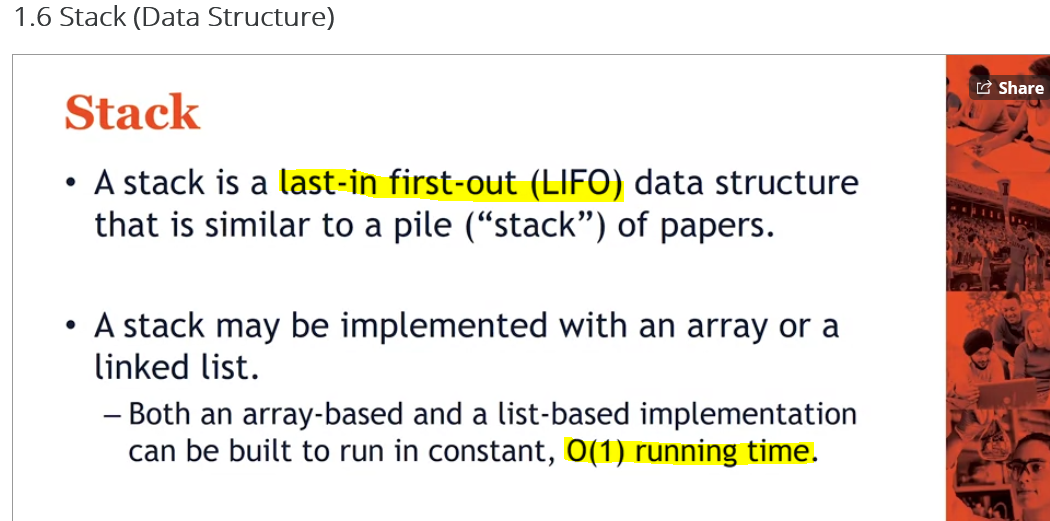 1.6 Stack (Data Structure)
Share
Stack
• A stack is a last-in first-out (LIFO) data structure
that is similar to a pile (“stack”) of papers.
• A stack may be implemented with an array or a
linked list.
– Both an array-based and a list-based implementation
can be built to run in constant, O(1) running time.